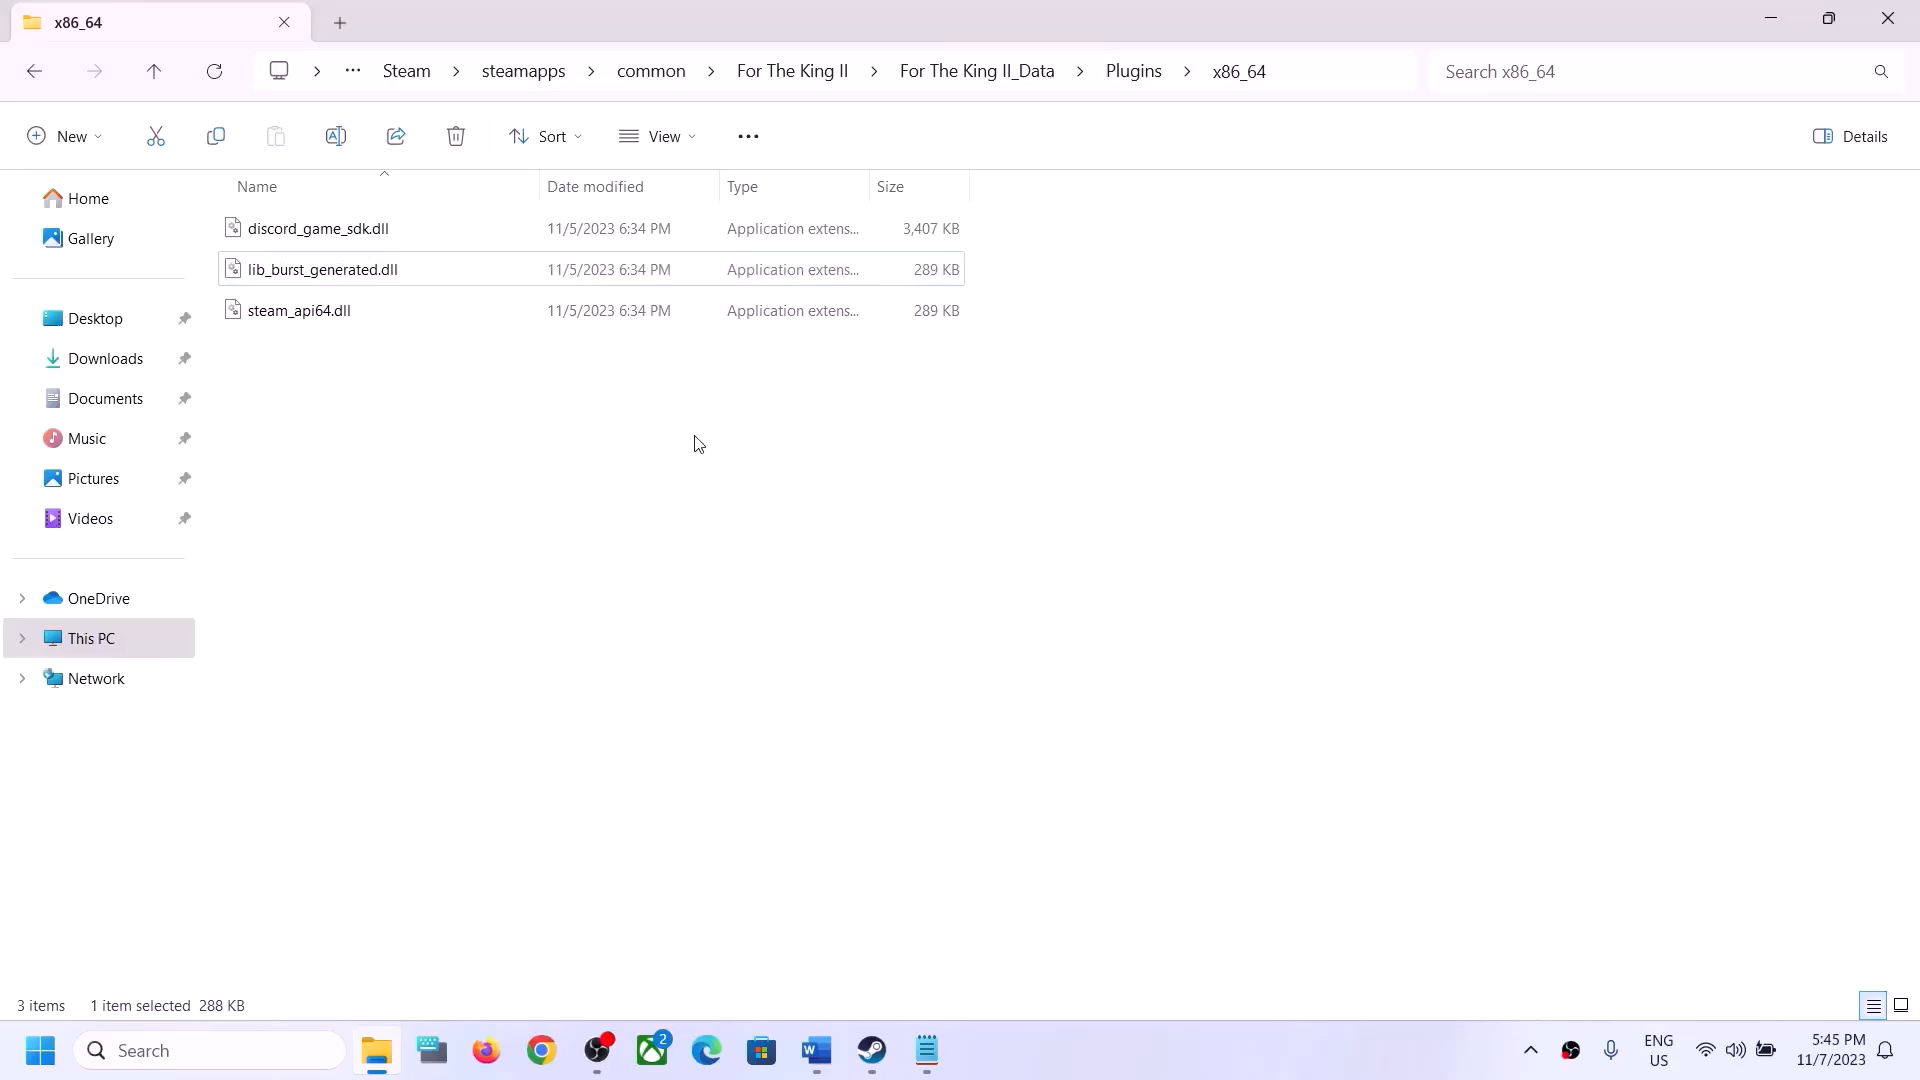 x86_64
Steam
steamapps
common
For The King II
For The King II_Data
Plugins
x86_64
Search x86_64
New
Sort
View
Details
Name
Date modified
Type
Size
discord_game_sdk.dll 11/5/2023 6:34 PM Application extens... 3,407 KB
lib_burst_generated.dll 11/5/2023 6:34 PM Application extens... 289 KB
steam_api64.dll 11/5/2023 6:34 PM Application extens... 289 KB
Home
Gallery
Desktop
Downloads
Documents
Music
Pictures
Videos
OneDrive
This PC
Network
3 items 1 item selected 288 KB
Search
2
ENG
US
5:45 PM
11/7/2023